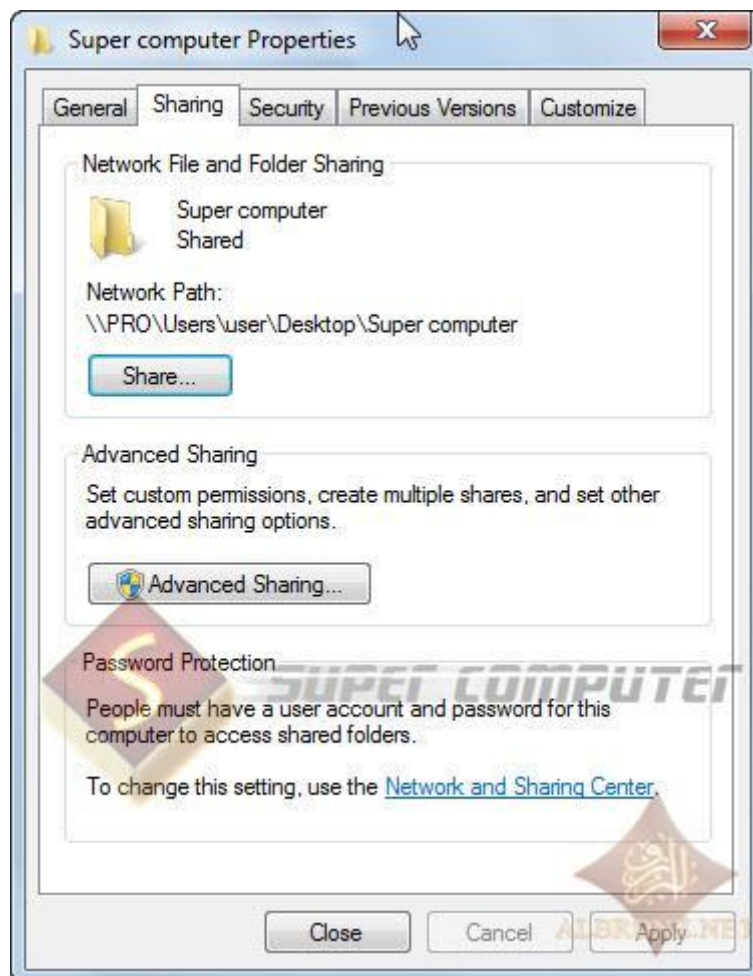 Super computer Properties
General Sharing Security Previous Versions Customize
Network File and Folder Sharing
Super computer
Shared
Network Path:
\\PRO\Users\user\Desktop\Super computer
Share...
Advanced Sharing
Set custom permissions, create multiple shares, and set other
advanced sharing options.
Advanced Sharing...
Password Protection
SUPER COMPUTER
People must have a user account and password for this
computer to access shared folders.
To change this setting, use the Network and Sharing Center.
Close Cancel Apply